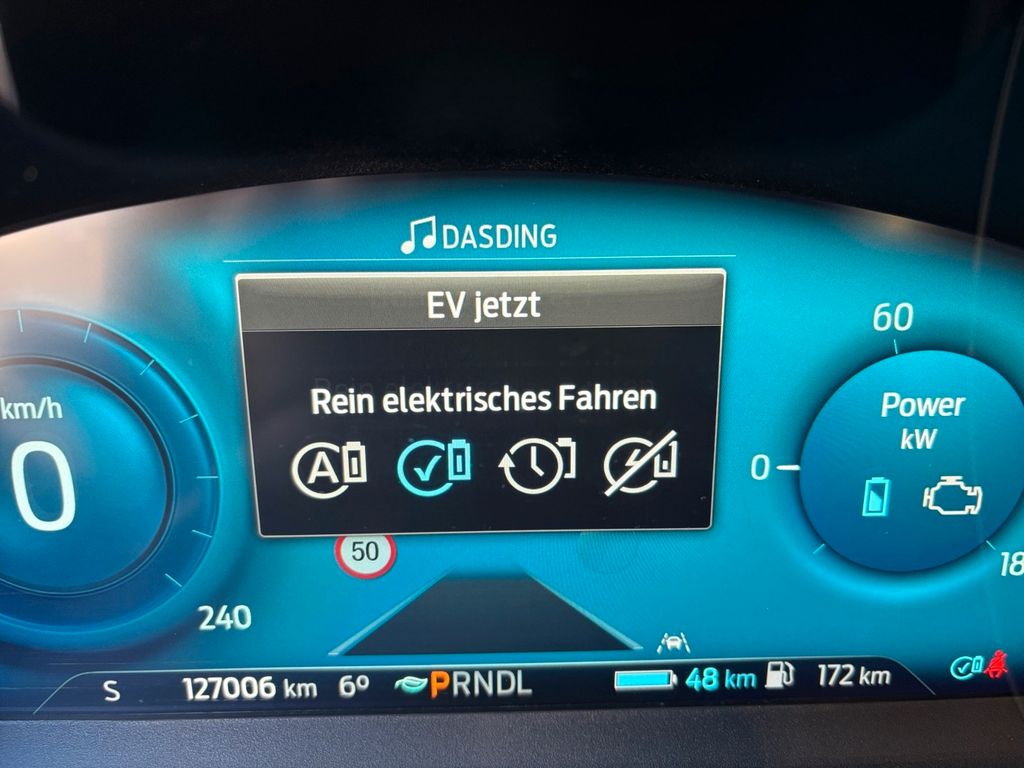 DASDING
EV jetzt
Rein elektrisches Fahren
A
km/h
0
240
50
60
Power
kW
0
18
S 127006 km 6° PRNDL 48 km 172 km